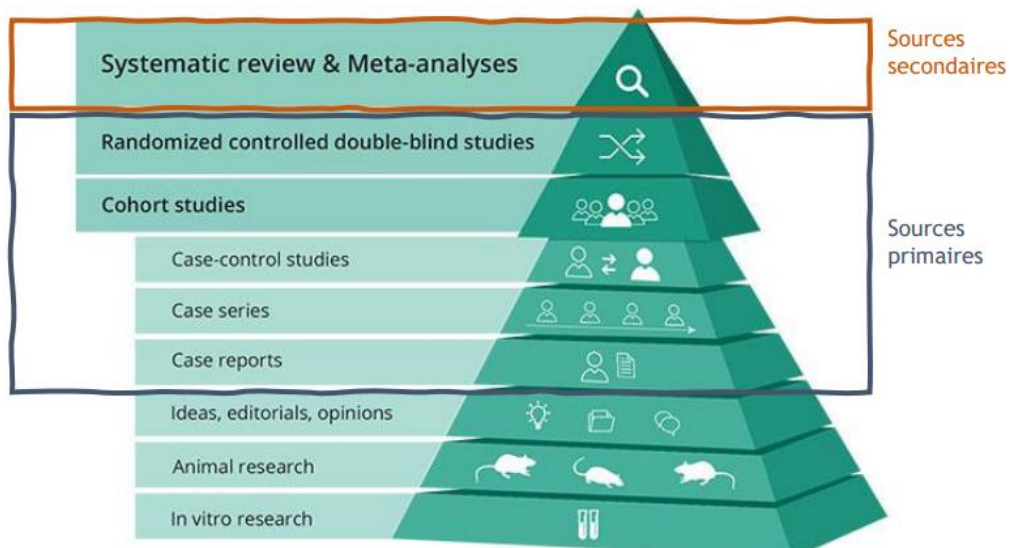 Systematic review & Meta-analyses
Sources
secondaires
Randomized controlled double-blind studies
Cohort studies
Sources
primaires
Case-control studies
Case series
Case reports
Ideas, editorials, opinions
Animal research
In vitro research